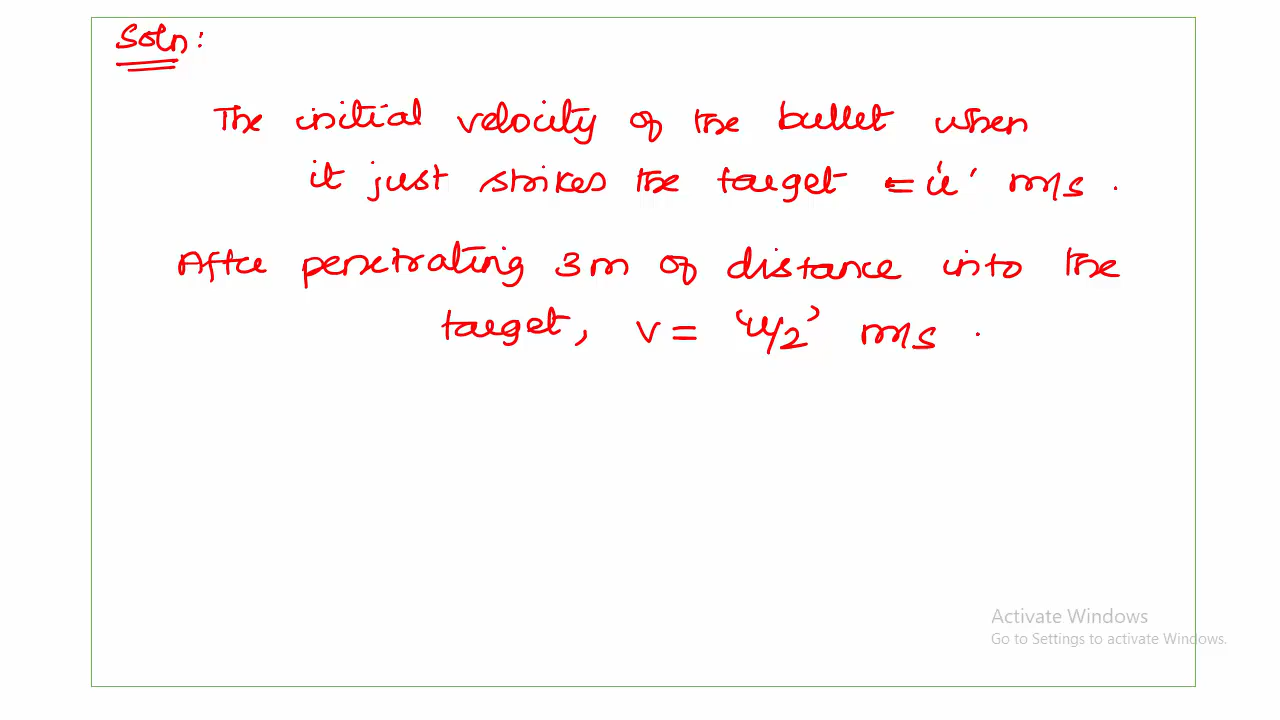 Soln:
The initial velocity of the bullet when
it just strikes the target = 'u' m/s.
After penetrating 3m of distance into the
target, v = 'u/2' m/s.
Activate Windows
Go to Settings to activate Windows.